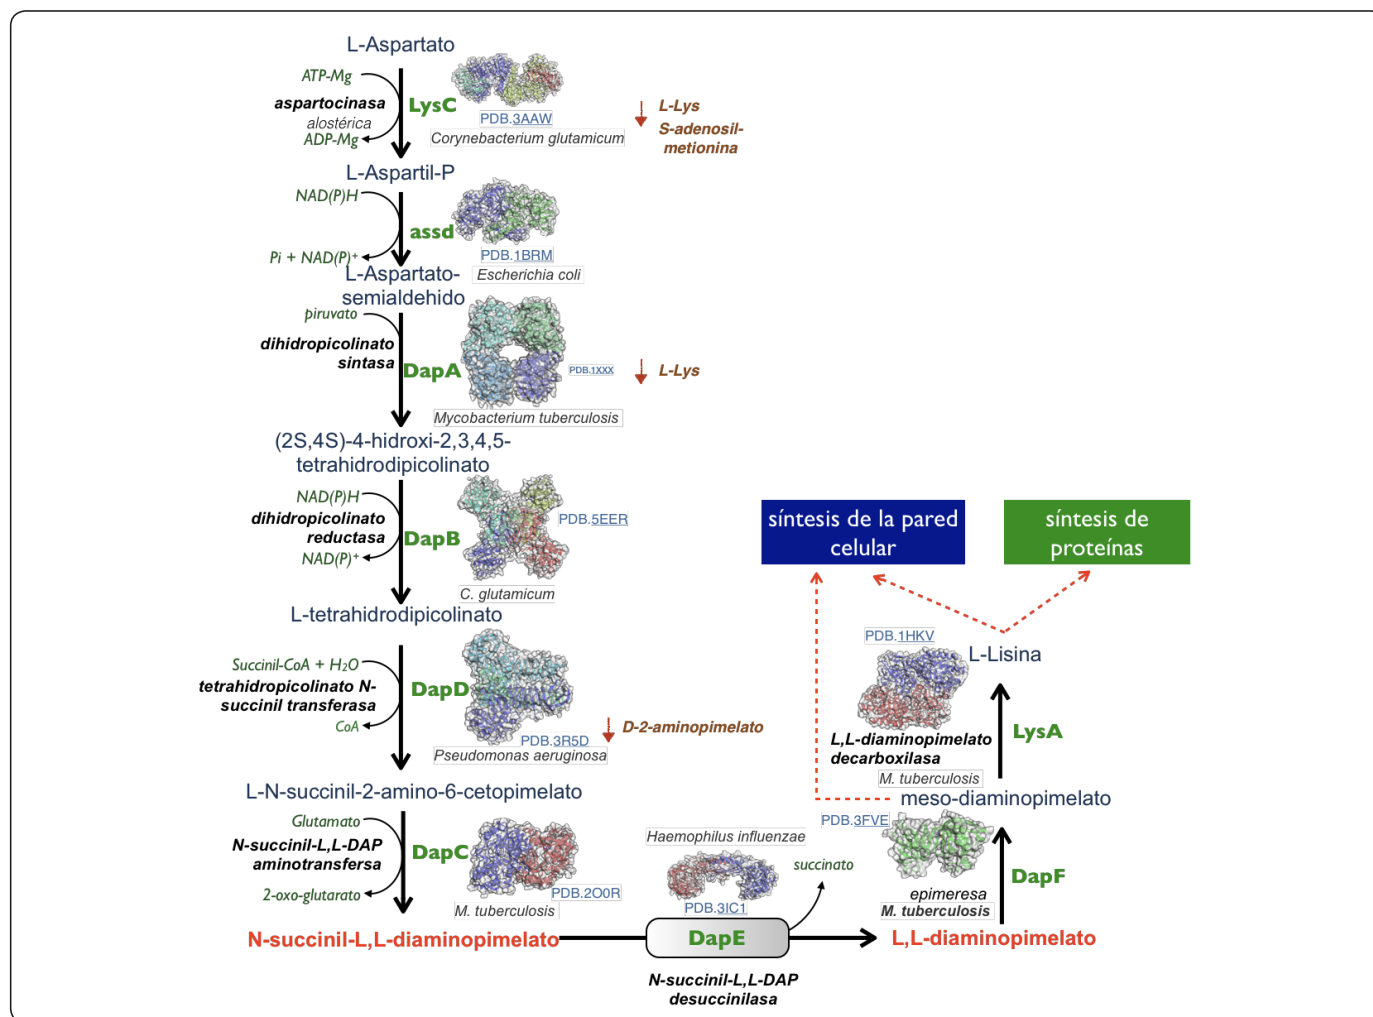 L-Aspartato
ATP-Mg
aspartocinasa
alostérica
ADP-Mg
LysC
PDB.3AAW
Corynebacterium glutamicum
L-Lys
S-adenosil-
metionina
L-Aspartil-P
NAD(P)H
assd
Pi + NAD(P)+
PDB.1BRM
Escherichia coli
L-Aspartato-
semialdehido
piruvato
dihidropicolinato
sintasa
DapA
PDB.1XXX
L-Lys
Mycobacterium tuberculosis
(2S,4S)-4-hidroxi-2,3,4,5-
tetrahidrodipicolinato
NAD(P)H
dihidropicolinato
reductasa
NAD(P)+
DapB
PDB.5EER
C. glutamicum
L-tetrahidrodipicolinato
Succinil-CoA + H2O
tetrahidropicolinato N-
succinil transferasa
CoA
DapD
PDB.3R5D
Pseudomonas aeruginosa
D-2-aminopimelato
L-N-succinil-2-amino-6-cetopimelato
Glutamato
N-succinil-L,L-DAP
aminotransfersa
2-oxo-glutarato
DapC
PDB.2O0R
M. tuberculosis
N-succinil-L,L-diaminopimelato
Haemophilus influenzae
PDB.3IC1
succinato
DapE
N-succinil-L,L-DAP
desuccinilasa
L,L-diaminopimelato
DapF
epimeresa
M. tuberculosis
PDB.3FVE
meso-diaminopimelato
LysA
L,L-diaminopimelato
decarboxilasa
M. tuberculosis
PDB.1HKV
L-Lisina
síntesis de la pared
celular
síntesis de
proteínas